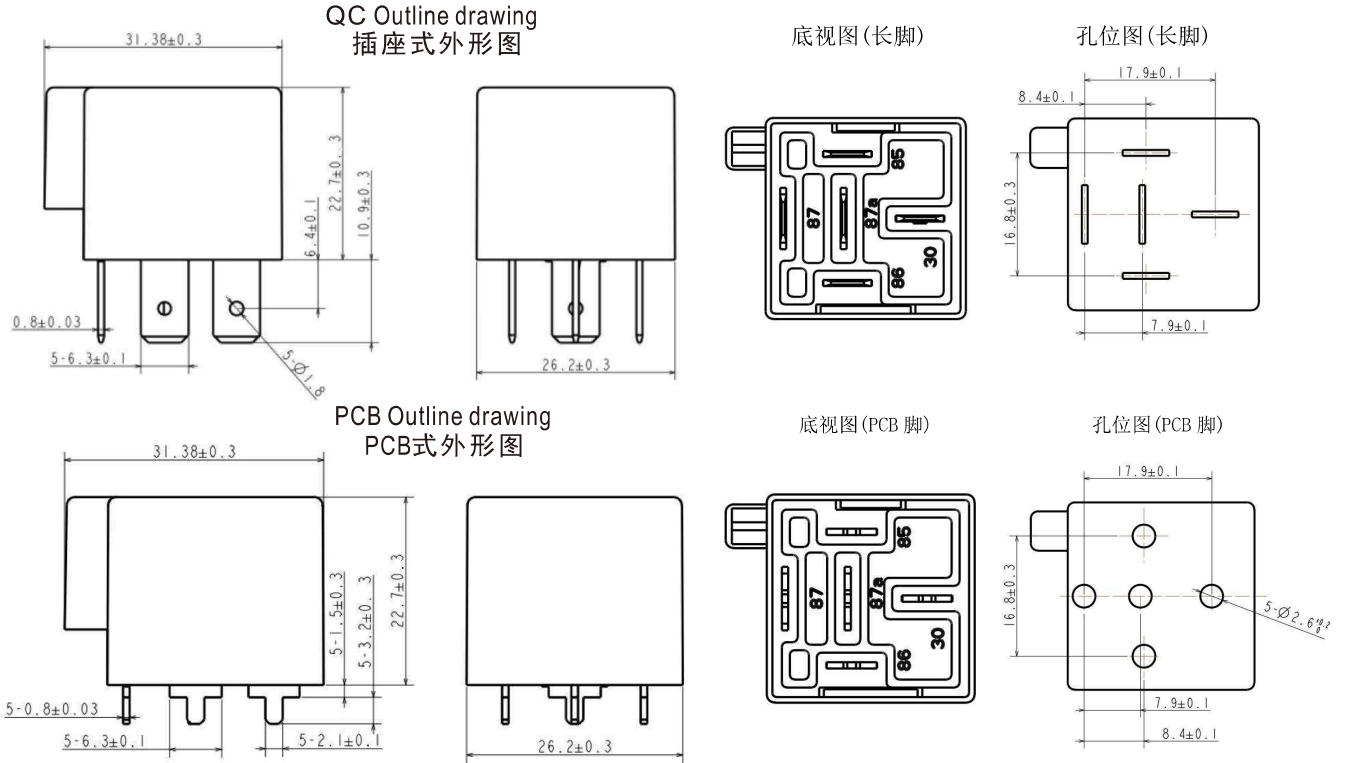 QC Outline drawing
插座式外形图
31.38±0.3
22.7±0.3
10.9±0.3
6.4±0.1
0.8±0.03
5-6.3±0.1
5-Ø1.8
26.2±0.3
底视图(长脚)
85
87
87a
30
86
孔位图(长脚)
17.9±0.1
8.4±0.1
16.8±0.3
7.9±0.1
PCB Outline drawing
PCB式外形图
31.38±0.3
5-1.5±0.3
5-3.2±0.3
22.7±0.3
5-0.8±0.03
5-6.3±0.1
5-2.1±0.1
26.2±0.3
底视图(PCB 脚)
85
87
87a
30
86
孔位图(PCB 脚)
17.9±0.1
16.8±0.3
5-Ø2.6 +0.2 0
7.9±0.1
8.4±0.1